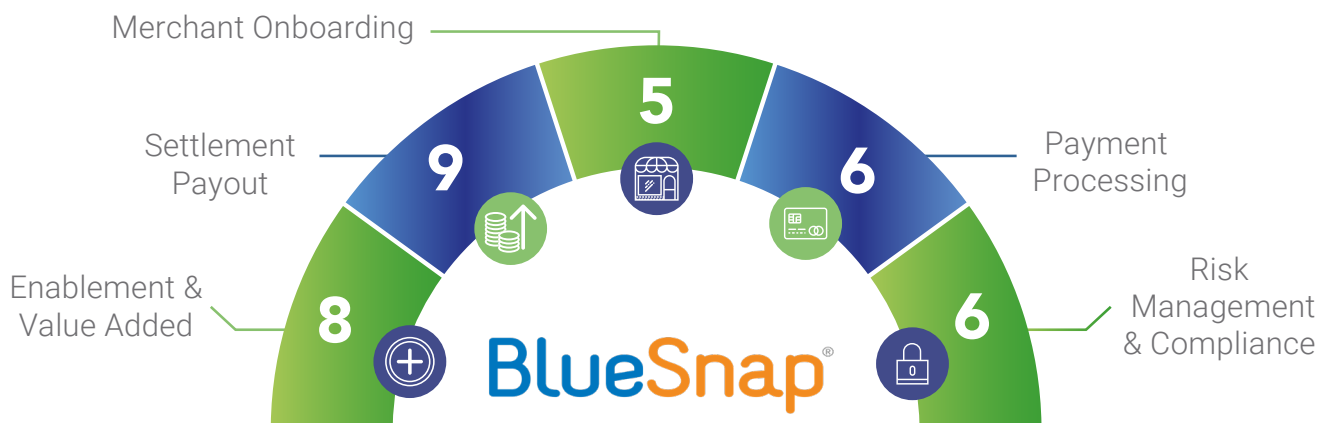 Merchant Onboarding
5
Settlement
Payout
9
6
Payment
Processing
Enablement &
Value Added
8
6
Risk
Management
& Compliance
0
BlueSnap®